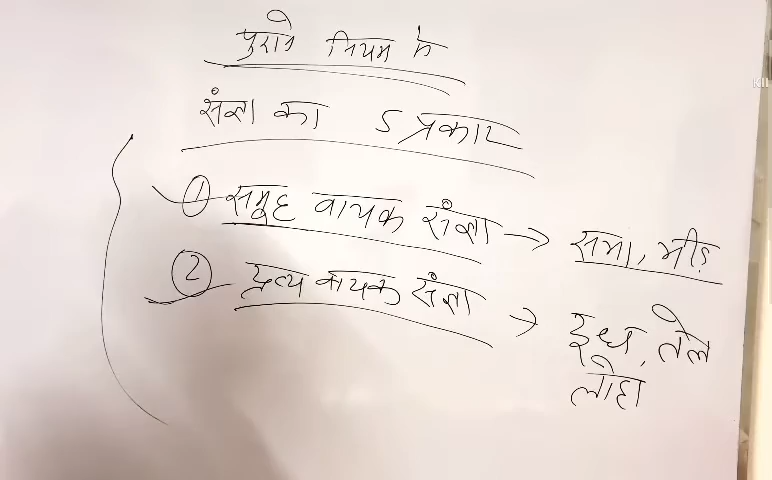 पुराने नियम के
संज्ञा का 5 प्रकार
① समूह वाचक संज्ञा → सभा, भीड़
② द्रव्य वाचक संज्ञा → दूध, तेल
लोहा